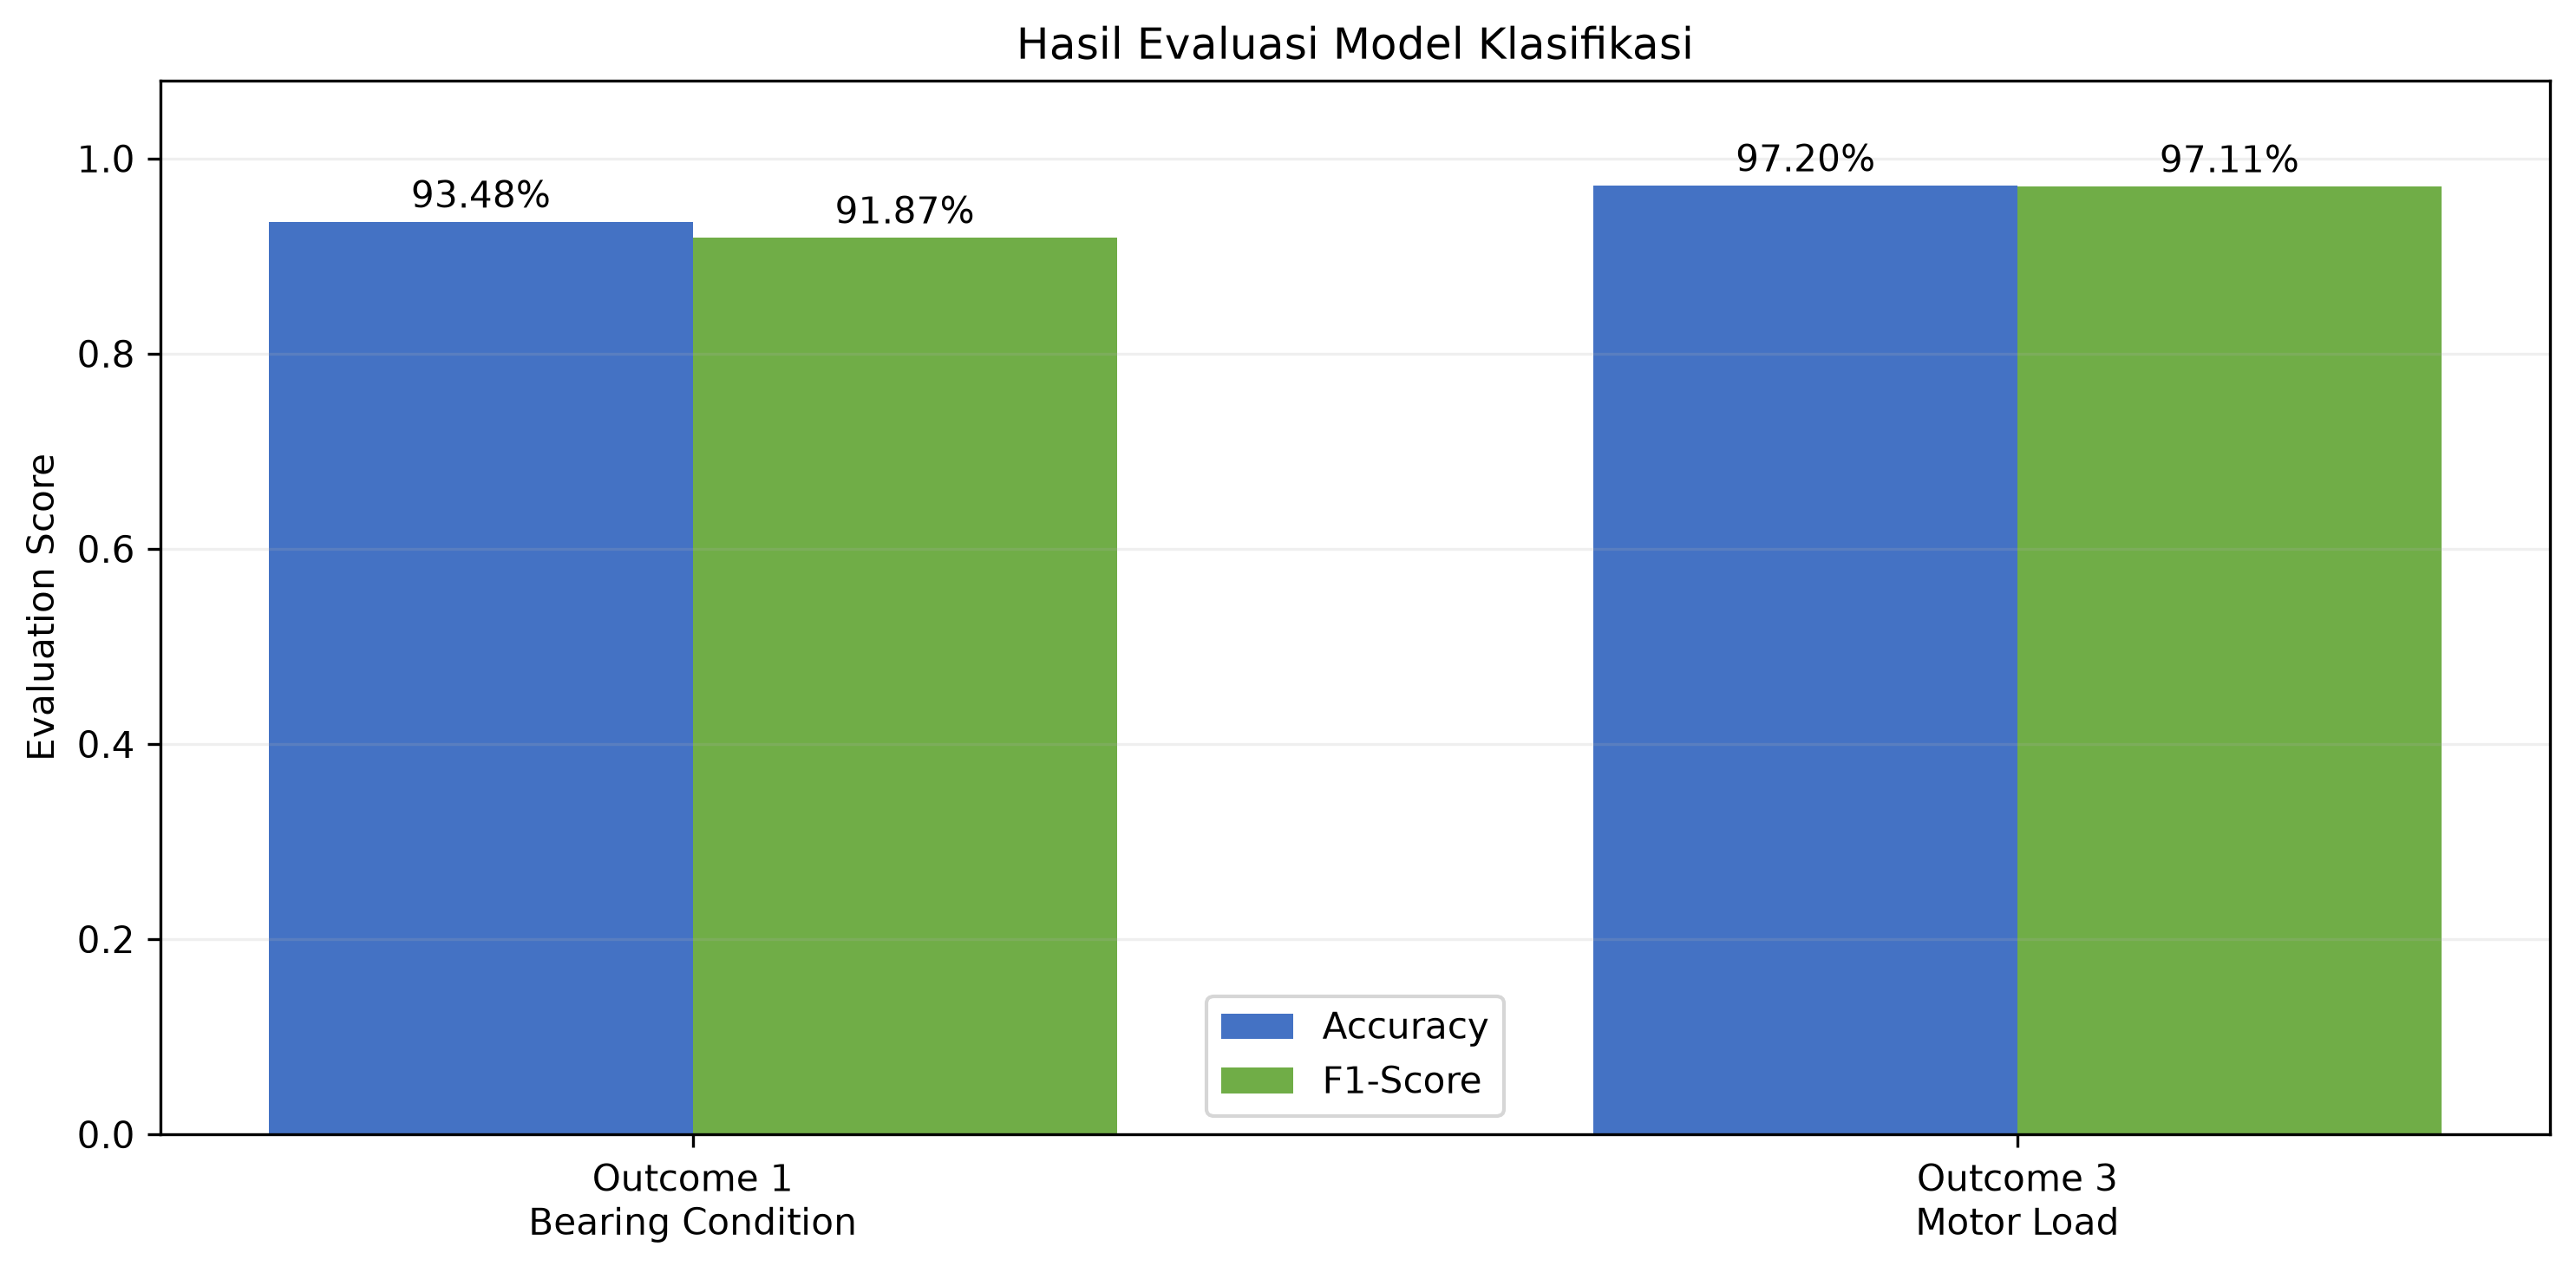 Hasil Evaluasi Model Klasifikasi
Evaluation Score
1.0
0.8
0.6
0.4
0.2
0.0
93.48%
91.87%
97.20%
97.11%
Accuracy
F1-Score
Outcome 1
Bearing Condition
Outcome 3
Motor Load